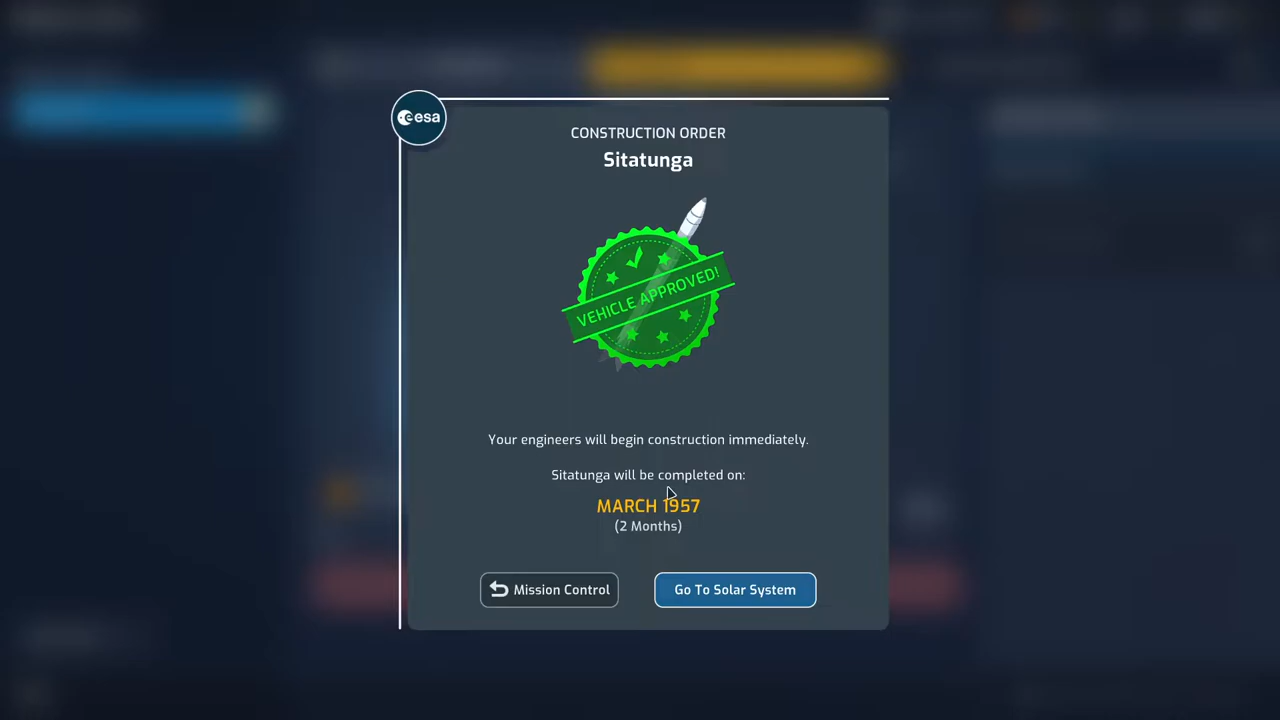 esa
CONSTRUCTION ORDER
Sitatunga
VEHICLE APPROVED!
Your engineers will begin construction immediately.
Sitatunga will be completed on:
MARCH 1957
(2 Months)
Mission Control
Go To Solar System